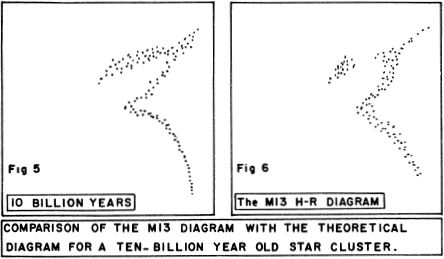 Fig 5
10 BILLION YEARS
Fig 6
The M13 H-R DIAGRAM
COMPARISON OF THE M13 DIAGRAM WITH THE THEORETICAL
DIAGRAM FOR A TEN-BILLION YEAR OLD STAR CLUSTER.